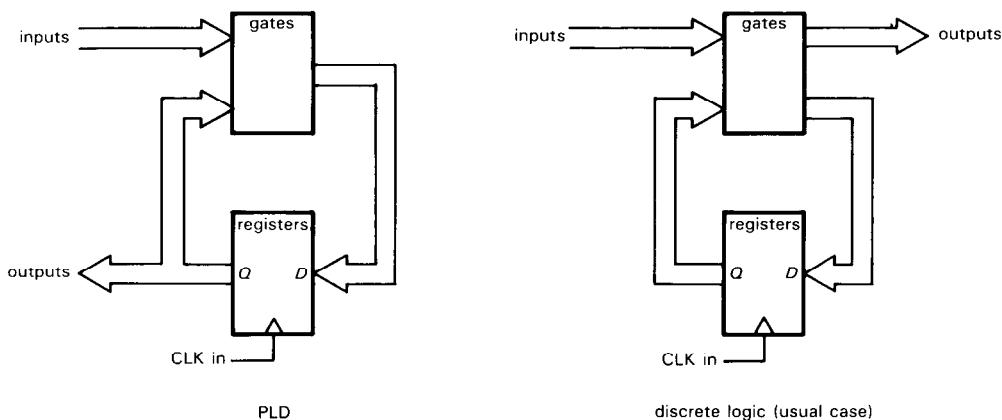 inputs
gates
registers
outputs
Q
D
CLK in
PLD
inputs
gates
outputs
registers
Q
D
CLK in
discrete logic (usual case)